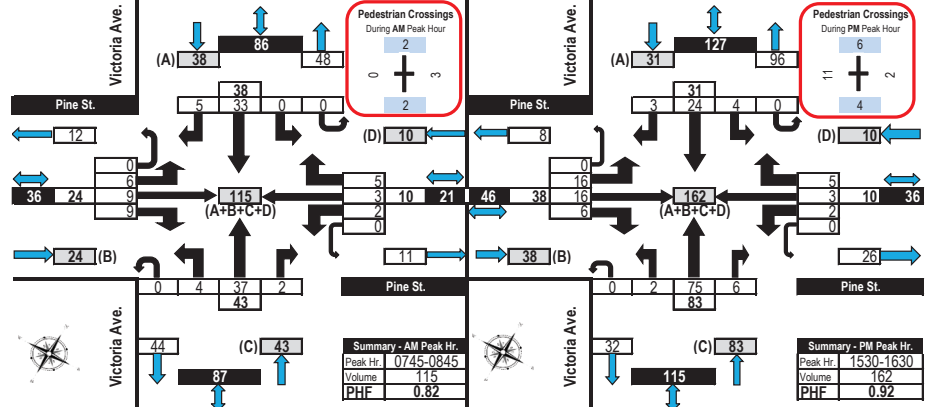 Victoria Ave.
86
(A) 38
48
Pedestrian Crossings
During AM Peak Hour
2
0
3
2
38
5 33 0 0
Pine St.
12
(D) 10
0
6
9
9
36 24
115
(A+B+C+D)
5
3
2
0
10 21
24 (B)
11
0 4 37 2
43
Pine St.
Victoria Ave.
44
(C) 43
87
Summary - AM Peak Hr.
Peak Hr. 0745-0845
Volume 115
PHF 0.82
Victoria Ave.
127
(A) 31
96
Pedestrian Crossings
During PM Peak Hour
6
11
2
4
31
3 24 4 0
Pine St.
8
(D) 10
0
16
16
6
46 38
162
(A+B+C+D)
5
3
2
0
10 36
38 (B)
26
0 2 75 6
83
Pine St.
Victoria Ave.
32
(C) 83
115
Summary - PM Peak Hr.
Peak Hr. 1530-1630
Volume 162
PHF 0.92